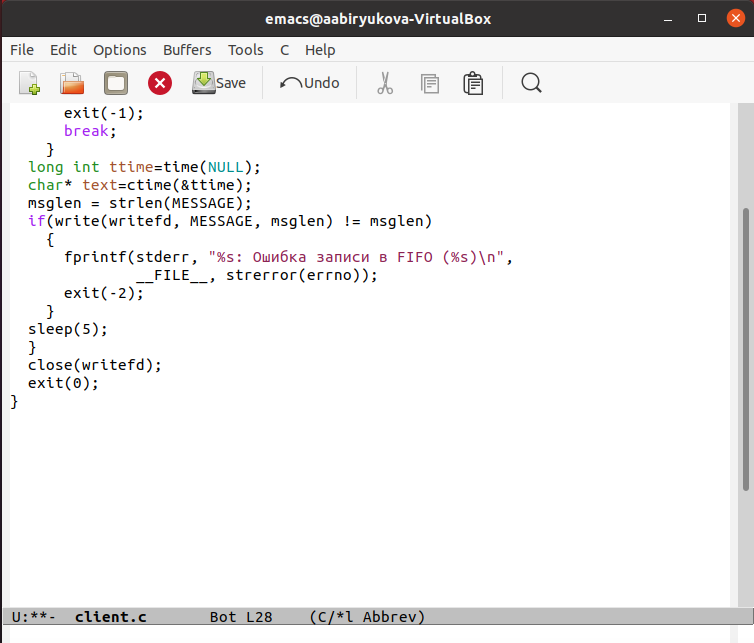 emacs@aabiryukova-VirtualBox
File Edit Options Buffers Tools C Help
Save Undo
exit(-1);
break;
}
long int ttime=time(NULL);
char* text=ctime(&ttime);
msglen = strlen(MESSAGE);
if(write(writefd, MESSAGE, msglen) != msglen)
{
fprintf(stderr, "%s: Ошибка записи в FIFO (%s)\n",
__FILE__, strerror(errno));
exit(-2);
}
sleep(5);
}
close(writefd);
exit(0);
}
U:**- client.c Bot L28 (C/*l Abbrev)